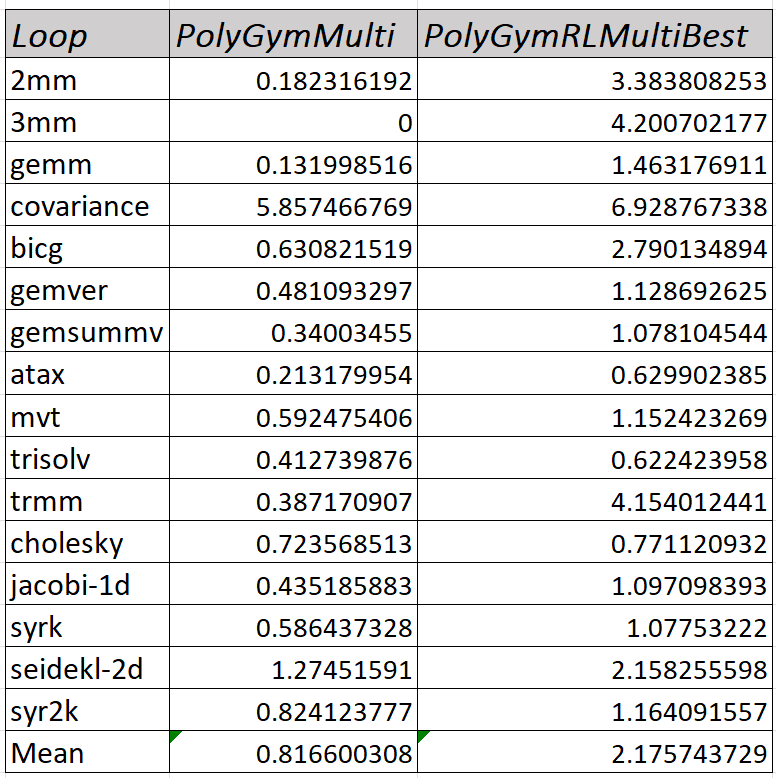 Loop PolyGymMulti PolyGymRLMultiBest
2mm 0.182316192 3.383808253
3mm 0 4.200702177
gemm 0.131998516 1.463176911
covariance 5.857466769 6.928767338
bicg 0.630821519 2.790134894
gemver 0.481093297 1.128692625
gemsummv 0.34003455 1.078104544
atax 0.213179954 0.629902385
mvt 0.592475406 1.152423269
trisolv 0.412739876 0.622423958
trmm 0.387170907 4.154012441
cholesky 0.723568513 0.771120932
jacobi-1d 0.435185883 1.097098393
syrk 0.586437328 1.07753222
seidekl-2d 1.27451591 2.158255598
syr2k 0.824123777 1.164091557
Mean 0.816600308 2.175743729